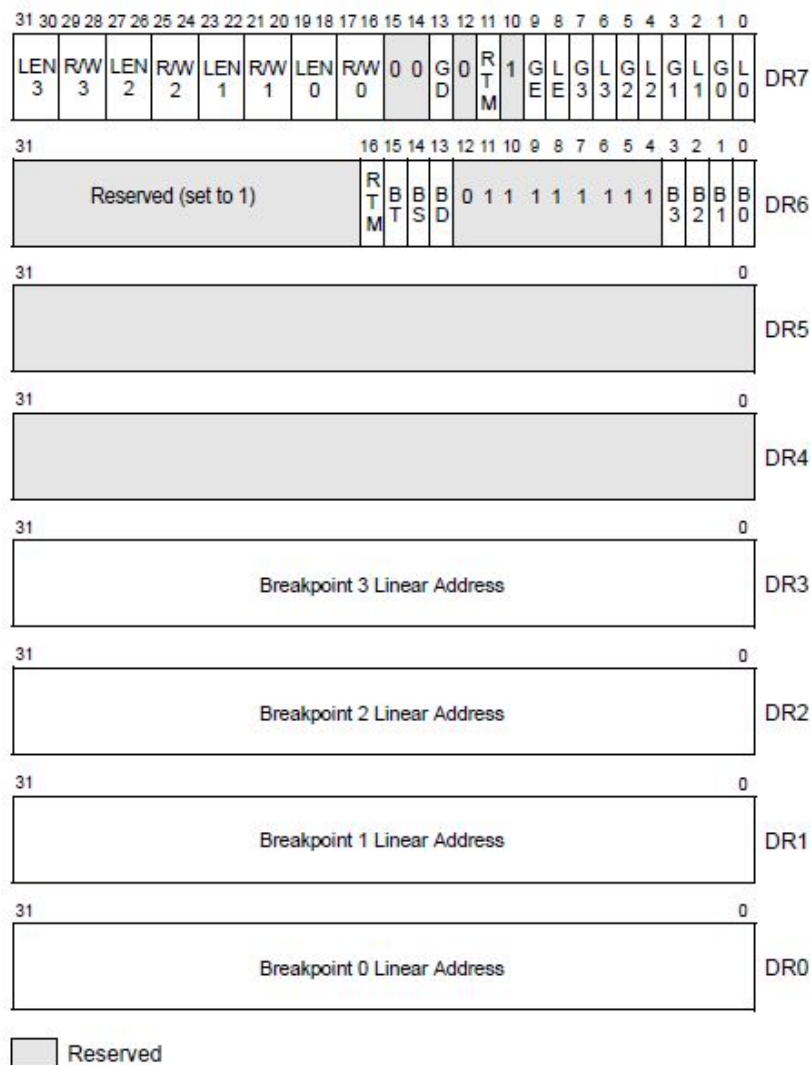 31 30 29 28 27 26 25 24 23 22 21 20 19 18 17 16 15 14 13 12 11 10 9 8 7 6 5 4 3 2 1 0
LEN 3 R/W 3 LEN 2 R/W 2 LEN 1 R/W 1 LEN 0 R/W 0 0 0 G D 0 R T M 1 G E L E G 3 L 3 G 2 L 2 G 1 L 1 G 0 L 0 DR7
31 16 15 14 13 12 11 10 9 8 7 6 5 4 3 2 1 0
Reserved (set to 1) R T M B T B S B D 0 1 1 1 1 1 1 1 1 B 3 B 2 B 1 B 0 DR6
31 0
DR5
31 0
DR4
31 0
Breakpoint 3 Linear Address DR3
31 0
Breakpoint 2 Linear Address DR2
31 0
Breakpoint 1 Linear Address DR1
31 0
Breakpoint 0 Linear Address DR0
Reserved